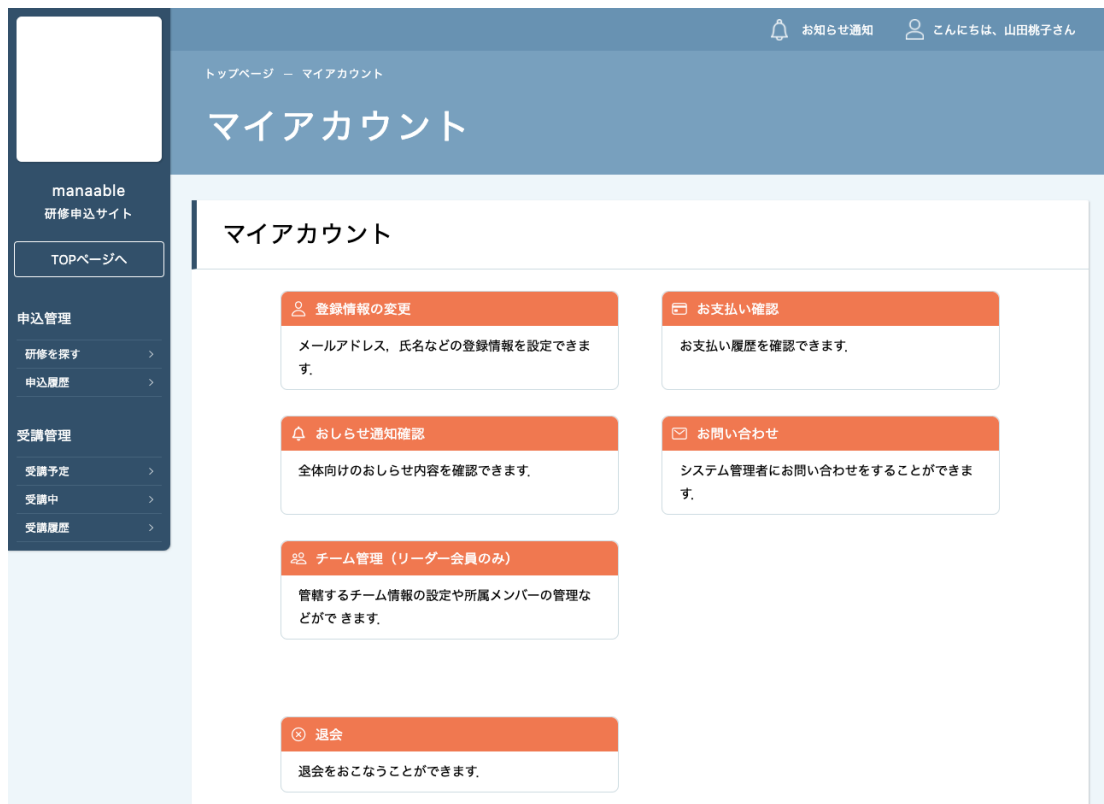 お知らせ通知
こんにちは、山田桃子さん
トップページ － マイアカウント
マイアカウント
manaable
研修申込サイト
TOPページへ
申込管理
研修を探す
申込履歴
受講管理
受講予定
受講中
受講履歴
マイアカウント
登録情報の変更
メールアドレス，氏名などの登録情報を設定できま
す．
お支払い確認
お支払い履歴を確認できます．
おしらせ通知確認
全体向けのおしらせ内容を確認できます．
お問い合わせ
システム管理者にお問い合わせをすることができま
す．
チーム管理（リーダー会員のみ）
管轄するチーム情報の設定や所属メンバーの管理な
どがで きます．
退会
退会をおこなうことができます．